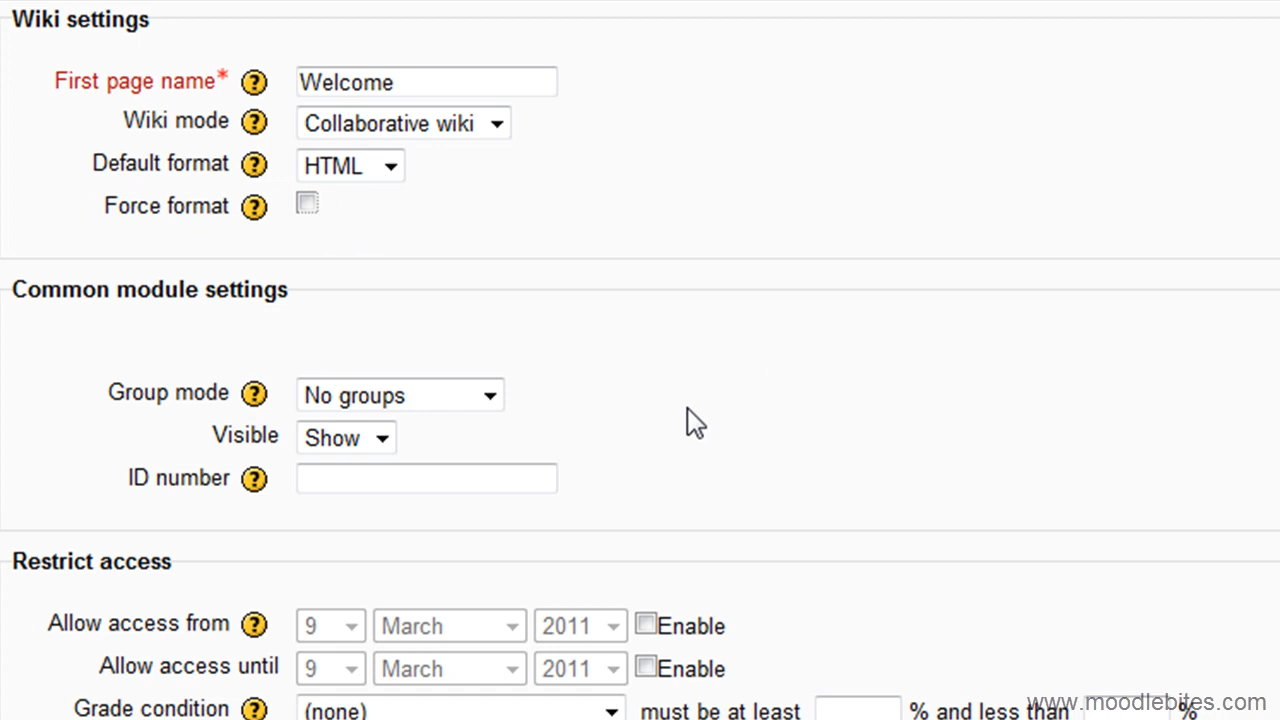 Wiki settings
First page name* ? Welcome
Wiki mode ? Collaborative wiki
Default format ? HTML
Force format ?
Common module settings
Group mode ? No groups
Visible Show
ID number ?
Restrict access
Allow access from ? 9 March 2011 Enable
Allow access until 9 March 2011 Enable
Grade condition ? (none) must be at least % and less than %
www.moodlebites.com